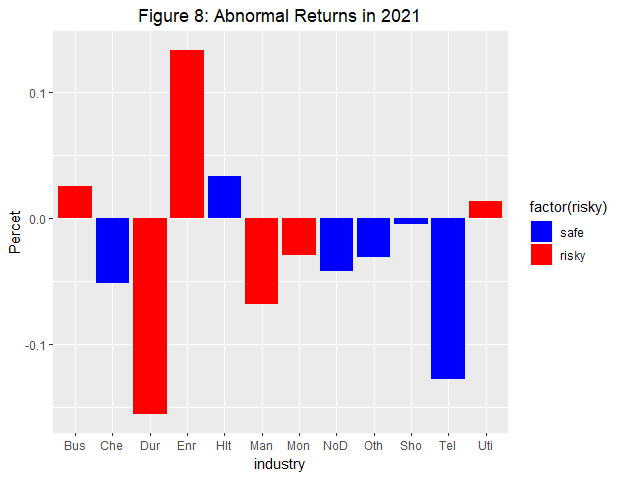 Figure 8: Abnormal Returns in 2021
Percet
0.1
0.0
-0.1
Bus Che Dur Enr Hlt Man Mon NoD Oth Sho Tel Uti
industry
factor(risky)
safe
risky